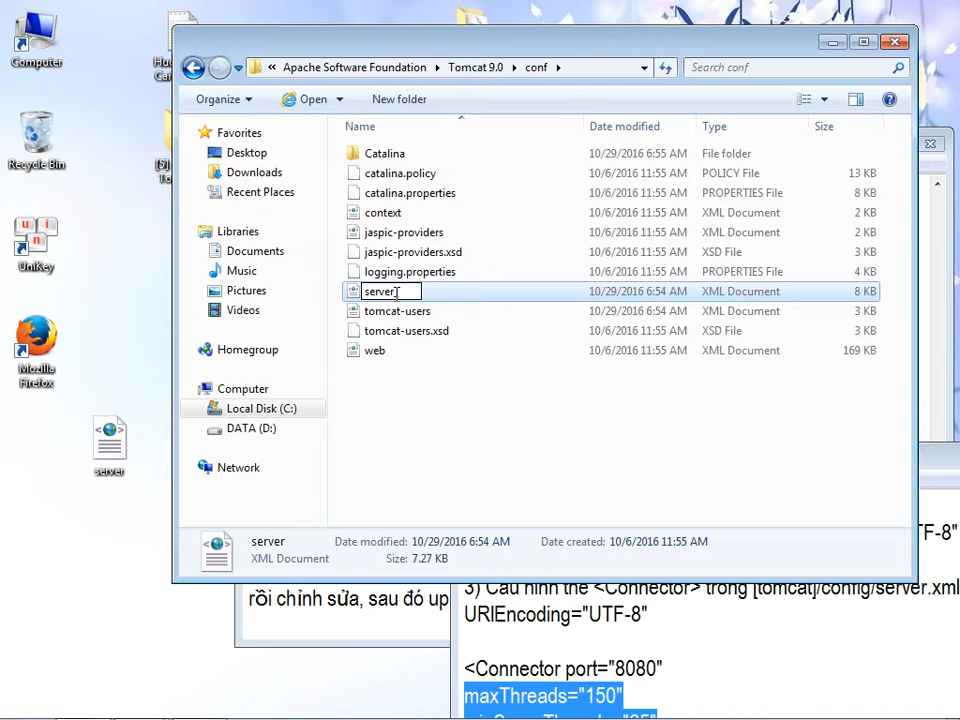 Computer
Recycle Bin
UniKey
Mozilla
Firefox
server
« Apache Software Foundation Tomcat 9.0 conf
Search conf
Organize Open New folder
Name Date modified Type Size
Favorites
Desktop
Downloads
Recent Places
Libraries
Documents
Music
Pictures
Videos
Homegroup
Computer
Local Disk (C:)
DATA (D:)
Network
Catalina 10/29/2016 6:55 AM File folder
catalina.policy 10/6/2016 11:55 AM POLICY File 13 KB
catalina.properties 10/6/2016 11:55 AM PROPERTIES File 8 KB
context 10/6/2016 11:55 AM XML Document 2 KB
jaspic-providers 10/6/2016 11:55 AM XML Document 2 KB
jaspic-providers.xsd 10/6/2016 11:55 AM XSD File 3 KB
logging.properties 10/6/2016 11:55 AM PROPERTIES File 4 KB
server 10/29/2016 6:54 AM XML Document 8 KB
tomcat-users 10/29/2016 6:54 AM XML Document 3 KB
tomcat-users.xsd 10/6/2016 11:55 AM XSD File 3 KB
web 10/6/2016 11:55 AM XML Document 169 KB
server Date modified: 10/29/2016 6:54 AM Date created: 10/6/2016 11:55 AM
XML Document Size: 7.27 KB
TF-8"
rồi chỉnh sửa, sau đó up
3) Cấu hình thẻ <Connector> trong [tomcat]/config/server.xml
URIEncoding="UTF-8"
<Connector port="8080"
maxThreads="150"